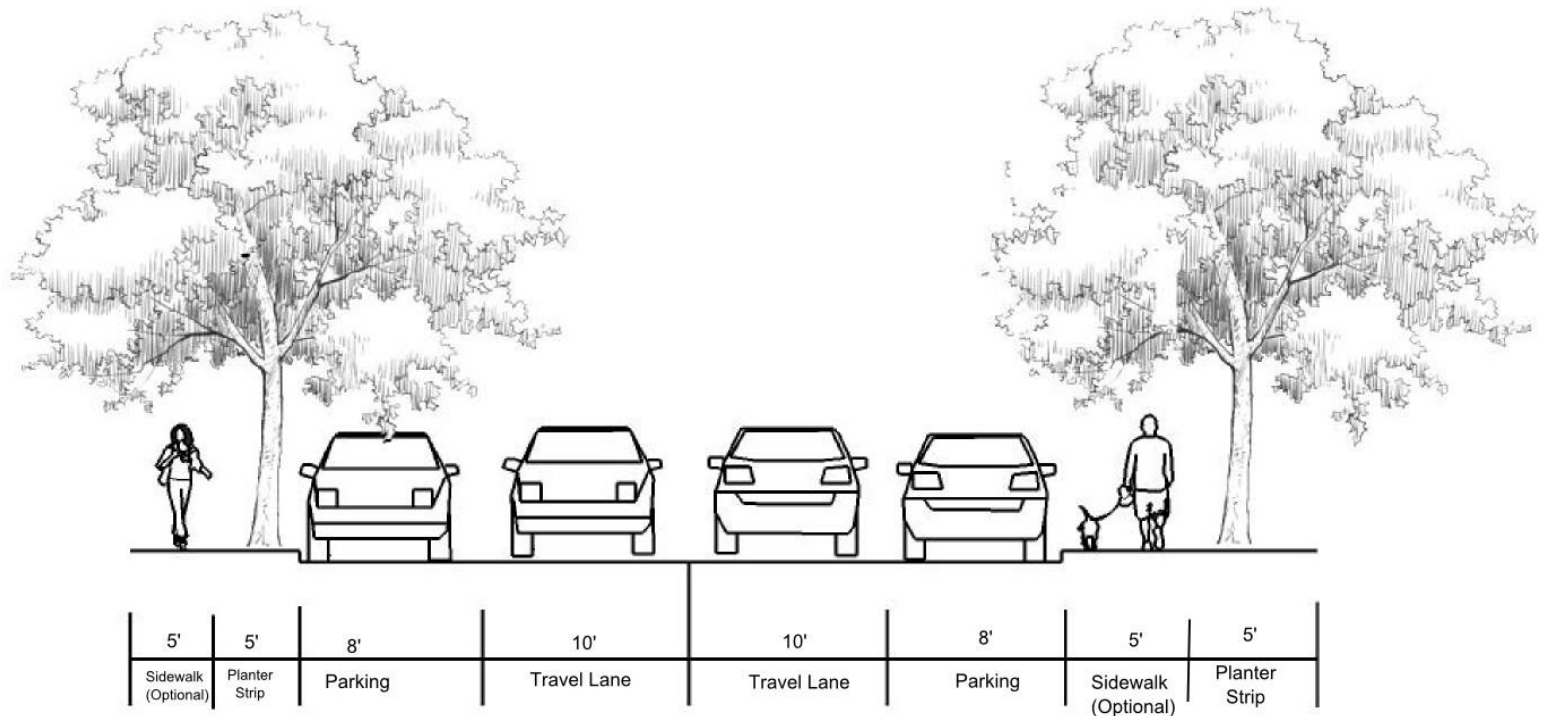 5' 5' 8' 10' 10' 8' 5' 5'
Sidewalk
(Optional)
Planter
Strip
Parking
Travel Lane
Travel Lane
Parking
Sidewalk
(Optional)
Planter
Strip